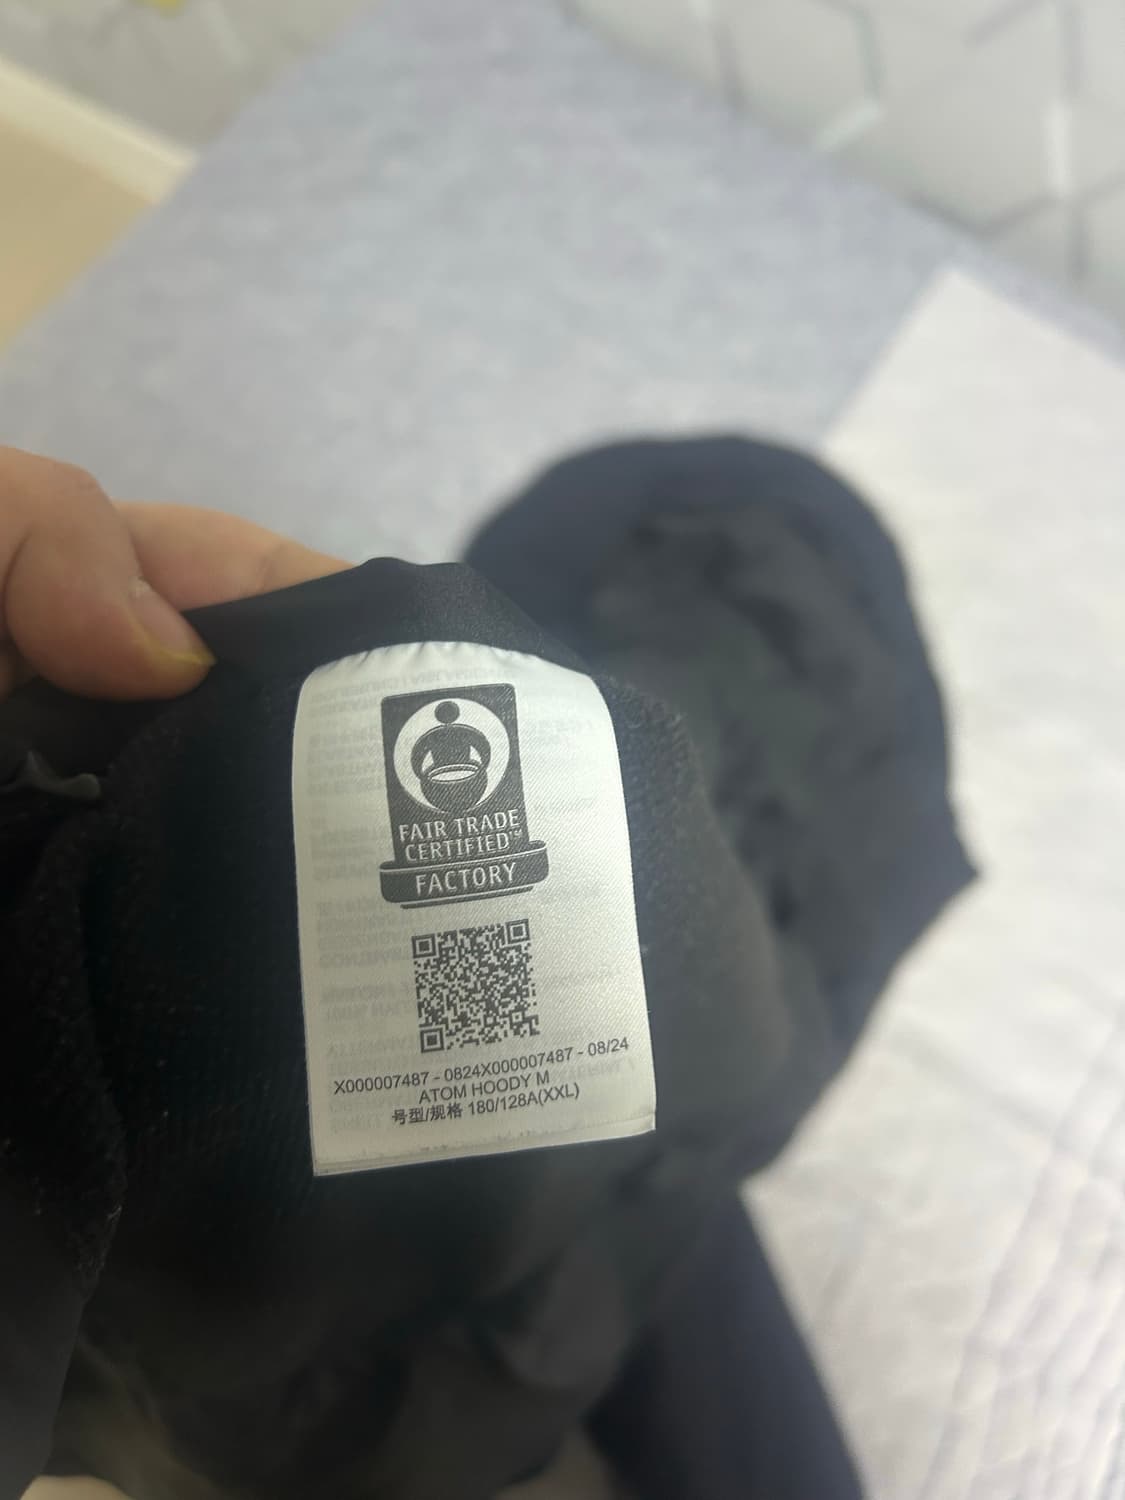 FAIR TRADE
CERTIFIED™
FACTORY
X000007487 - 0824X000007487 - 08/24
ATOM HOODY M
号型/规格 180/128A(XXL)